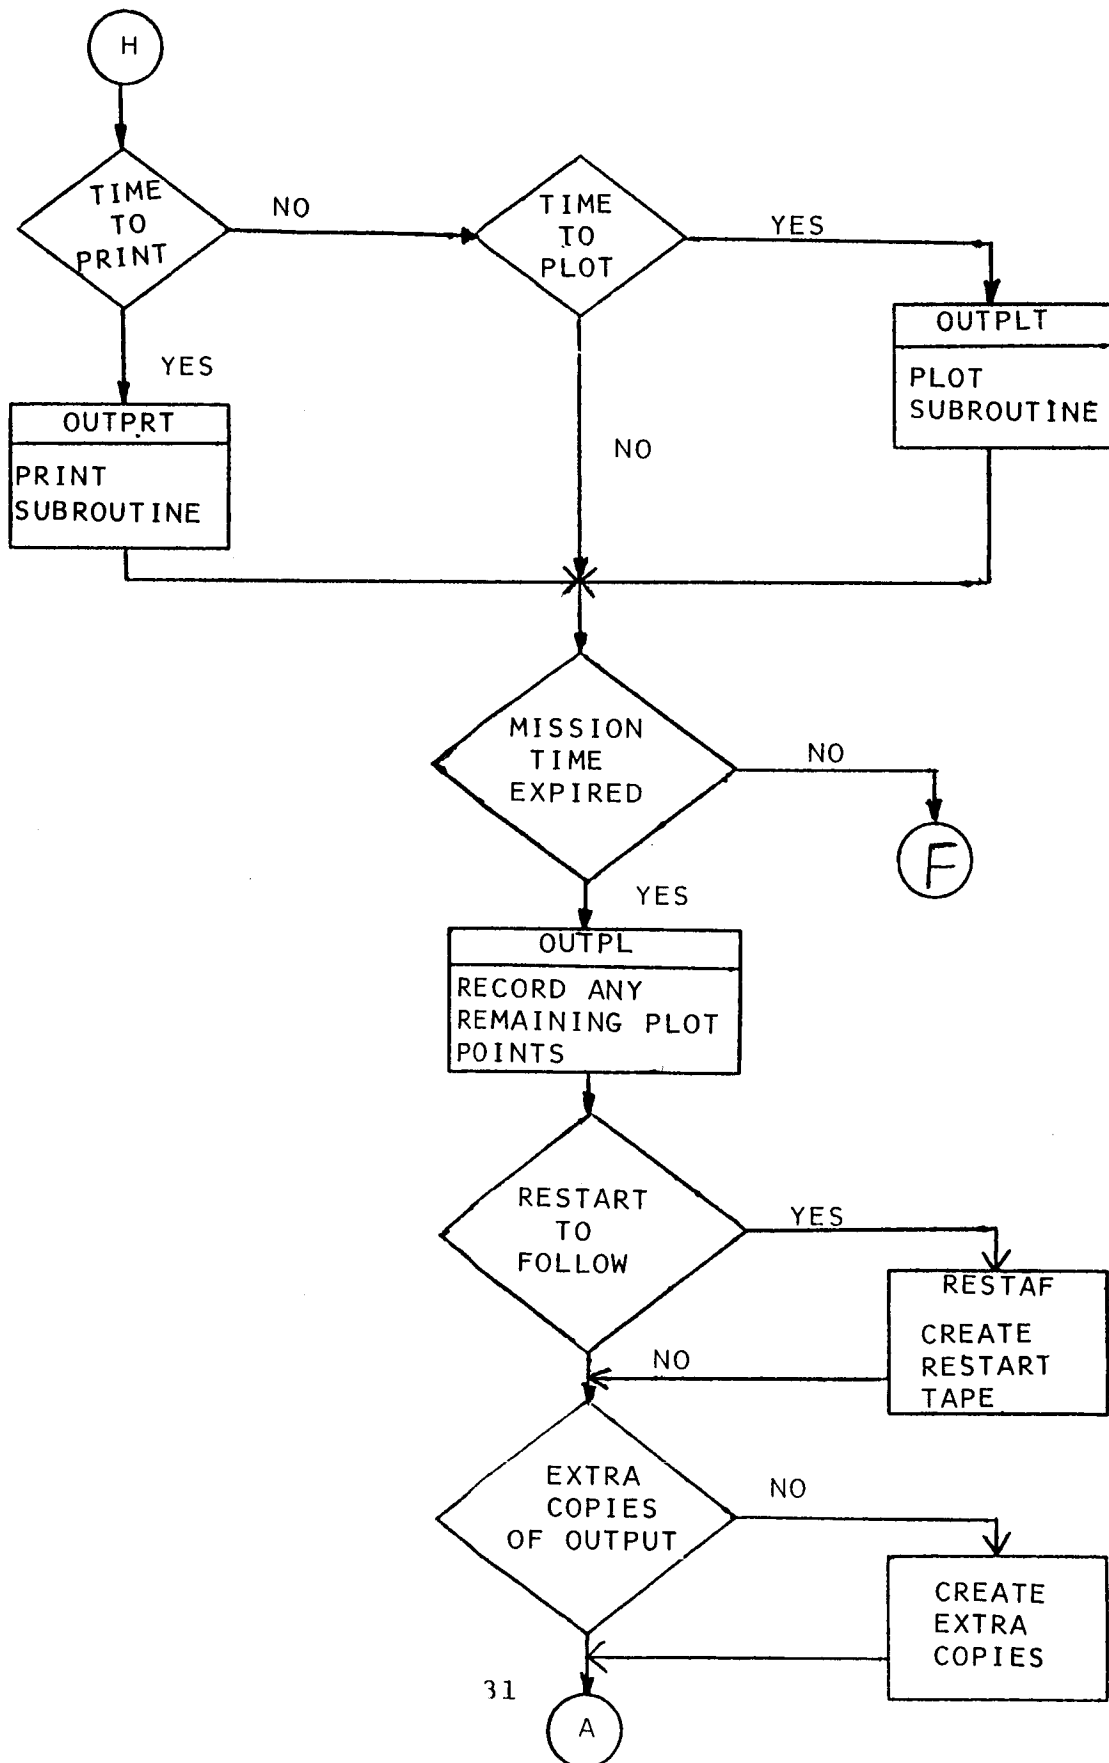 H
TIME
TO
PRINT
NO
TIME
TO
PLOT
YES
OUTPLT
PLOT
SUBROUTINE
YES
OUTPRT
PRINT
SUBROUTINE
NO
MISSION
TIME
EXPIRED
NO
F
YES
OUTPL
RECORD ANY
REMAINING PLOT
POINTS
RESTART
TO
FOLLOW
YES
RESTAF
CREATE
RESTART
TAPE
NO
EXTRA
COPIES
OF OUTPUT
NO
CREATE
EXTRA
COPIES
31
A